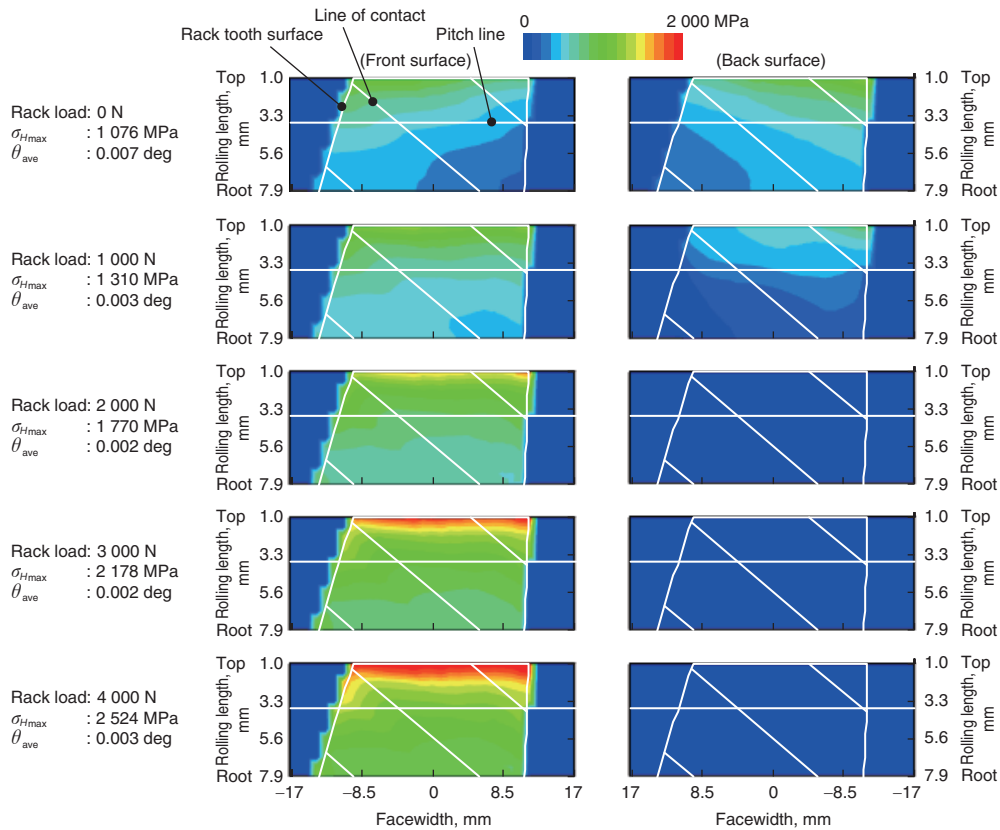 0 2 000 MPa
Line of contact
Rack tooth surface
Pitch line
(Front surface)
(Back surface)
Rack load: 0 N
σHmax : 1 076 MPa
θave : 0.007 deg
Rolling length, mm
Top 1.0
3.3
5.6
Root 7.9
1.0 Top
3.3
5.6
7.9 Root
Rolling length, mm
Rack load: 1 000 N
σHmax : 1 310 MPa
θave : 0.003 deg
Rolling length, mm
Top 1.0
3.3
5.6
Root 7.9
1.0 Top
3.3
5.6
7.9 Root
Rolling length, mm
Rack load: 2 000 N
σHmax : 1 770 MPa
θave : 0.002 deg
Rolling length, mm
Top 1.0
3.3
5.6
Root 7.9
1.0 Top
3.3
5.6
7.9 Root
Rolling length, mm
Rack load: 3 000 N
σHmax : 2 178 MPa
θave : 0.002 deg
Rolling length, mm
Top 1.0
3.3
5.6
Root 7.9
1.0 Top
3.3
5.6
7.9 Root
Rolling length, mm
Rack load: 4 000 N
σHmax : 2 524 MPa
θave : 0.003 deg
Rolling length, mm
Top 1.0
3.3
5.6
Root 7.9
1.0 Top
3.3
5.6
7.9 Root
Rolling length, mm
−17 −8.5 0 8.5 17
17 8.5 0 −8.5 −17
Facewidth, mm
Facewidth, mm